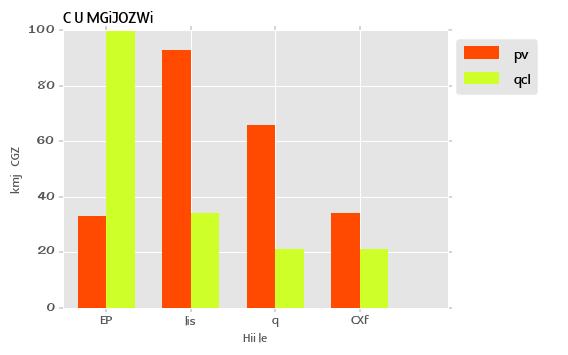 C U MGiJOZWi
100
80
60
40
20
0
kmj CGZ
EP
lis
q
CXf
Hii le
pv
qcl